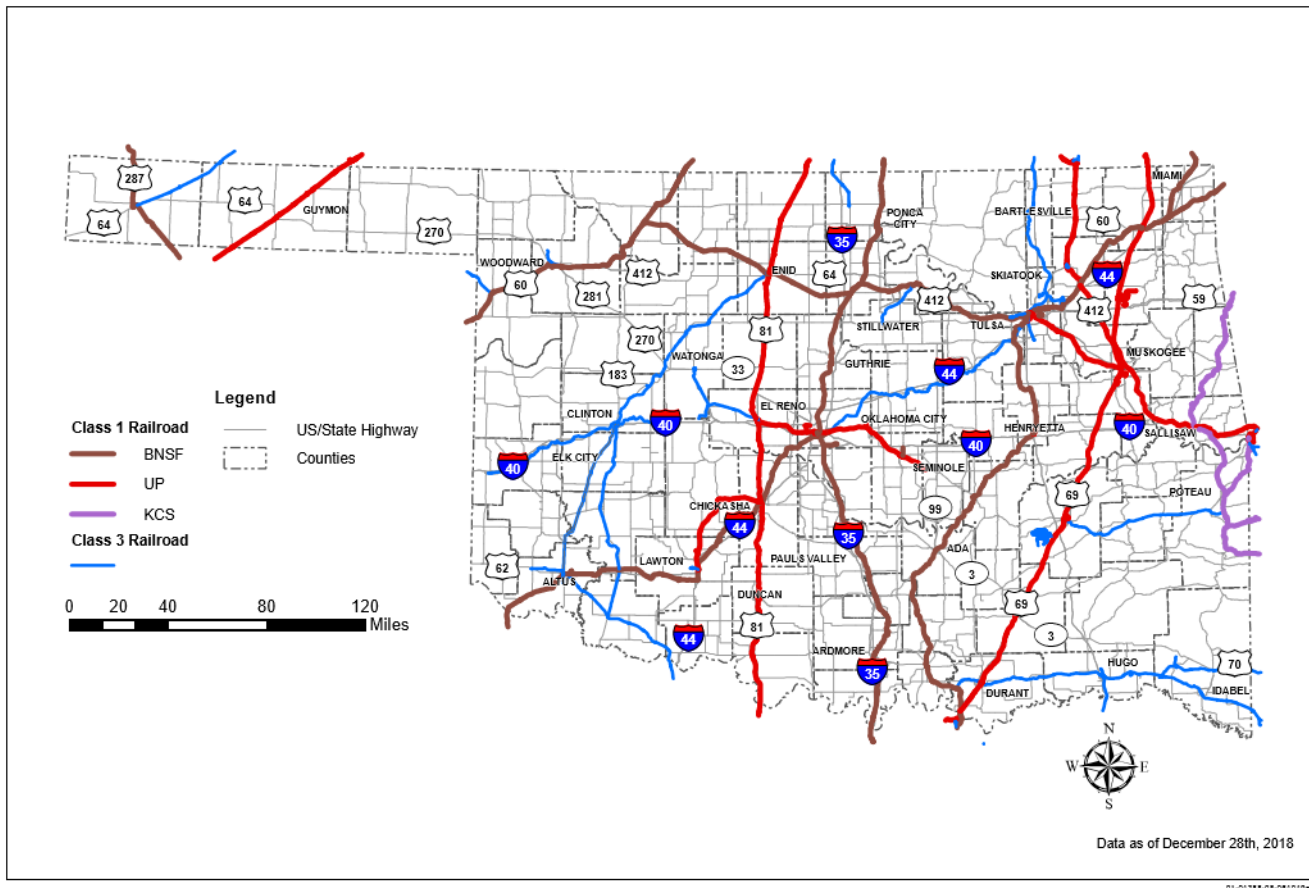 287
64
64
GUYMON
270
PONCA
CITY
BARTLESVILLE
MIAMI
60
35
SKIATOOK
44
WOODWARD
60
412
281
ENID
64
412
59
STILLWATER
TULSA
412
81
270
WATONGA
33
183
GUTHRIE
44
MUSKOGEE
CLINTON
40
EL RENO
OKLAHOMA CITY
HENRYETTA
40
SALLISAW
40
ELK CITY
40
SEMINOLE
69
POTEAU
CHICKASHA
44
99
35
62
ALTUS
LAWTON
PAULS VALLEY
ADA
3
DUNCAN
81
69
3
44
ARDMORE
35
DURANT
HUGO
70
IDABEL
Legend
Class 1 Railroad
BNSF
UP
KCS
Class 3 Railroad
US/State Highway
Counties
0 20 40 80 120
Miles
N
W E
S
Data as of December 28th, 2018